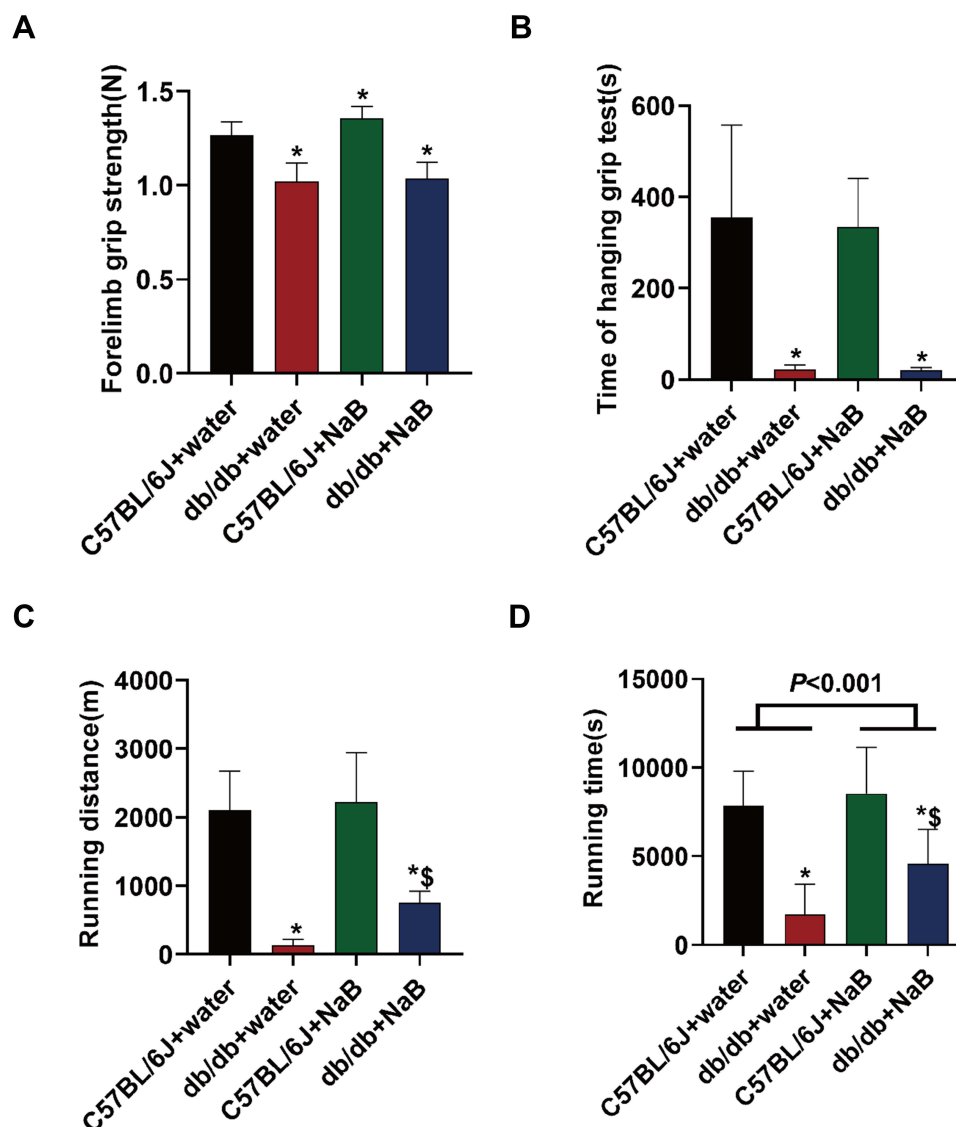 A
Forelimb grip strength(N)
1.5
1.0
0.5
0.0
*
*
*
C57BL/6J+water
db/db+water
C57BL/6J+NaB
db/db+NaB
B
Time of hanging grip test(s)
600
400
200
0
*
*
C57BL/6J+water
db/db+water
C57BL/6J+NaB
db/db+NaB
C
Running distance(m)
4000
3000
2000
1000
0
*
*$
C57BL/6J+water
db/db+water
C57BL/6J+NaB
db/db+NaB
D
Running time(s)
15000
10000
5000
0
P<0.001
*
*$
C57BL/6J+water
db/db+water
C57BL/6J+NaB
db/db+NaB